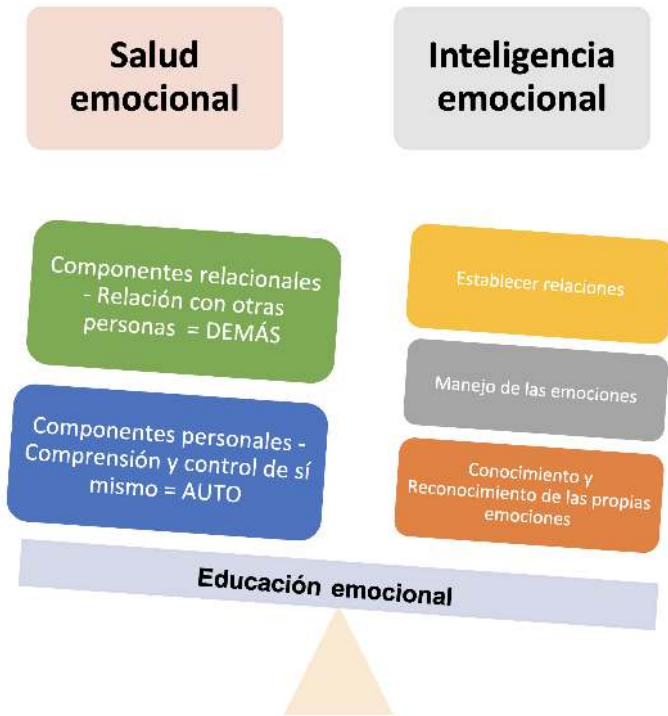 Salud
emocional
Inteligencia
emocional
Componentes relacionales
- Relación con otras
personas = DEMÁS
Componentes personales -
Comprensión y control de sí
mismo = AUTO
Establecer relaciones
Manejo de las emociones
Conocimiento y
Reconocimiento de las propias
emociones
Educación emocional